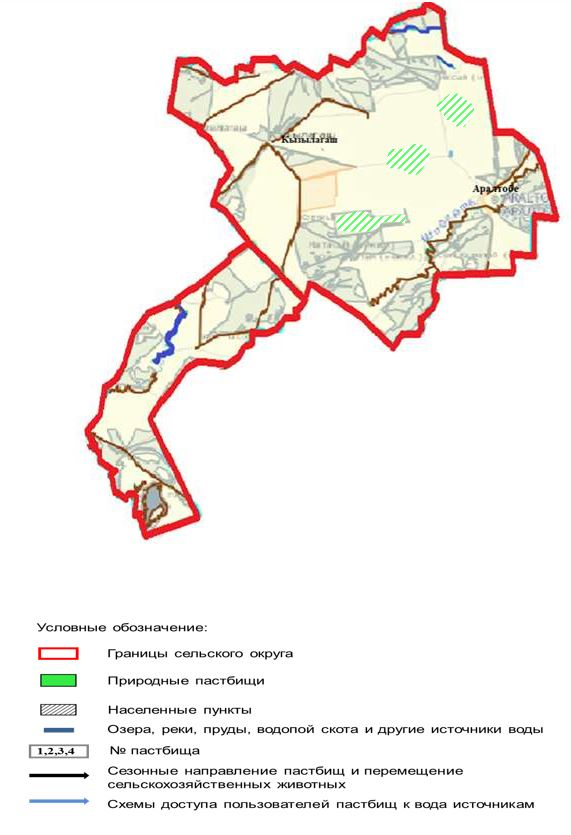 Кызылагаш
Аралтобе
Условные обозначение:
Границы сельского округа
Природные пастбищи
Населенные пункты
Озера, реки, пруды, водопой скота и другие источники воды
1,2,3,4 № пастбища
Сезонные направление пастбищ и перемещение
сельскохозяйственных животных
Схемы доступа пользователей пастбищ к вода источникам